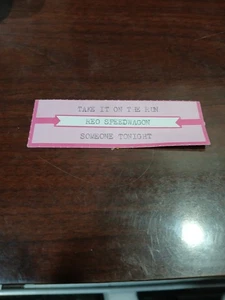 TAKE IT ON THE RUN
REO SPEEDWAGON
SOMEONE TONIGHT